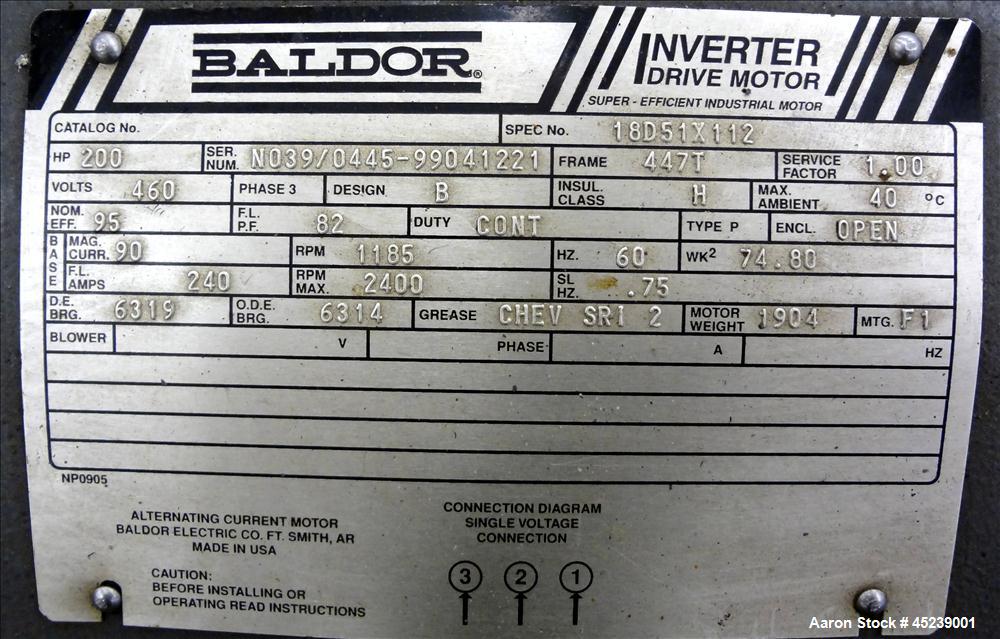 BALDOR®
INVERTER
DRIVE MOTOR
SUPER - EFFICIENT INDUSTRIAL MOTOR
CATALOG No. SPEC No. 18D51X112
HP 200 SER. NUM. N039/0445-99041221 FRAME 447T SERVICE FACTOR 1.00
VOLTS 460 PHASE 3 DESIGN B INSUL. CLASS H MAX. AMBIENT 40 °C
NOM. EFF. 95 F.L. P.F. 82 DUTY CONT TYPE P ENCL. OPEN
BASE MAG. CURR. 90 RPM 1185 HZ. 60 WK² 74.80
F.L. AMPS 240 RPM MAX. 2400 SL HZ. .75
D.E. BRG. 6319 O.D.E. BRG. 6314 GREASE CHEV SRI 2 MOTOR WEIGHT 1904 MTG. F1
BLOWER V PHASE A HZ
NP0905
ALTERNATING CURRENT MOTOR
BALDOR ELECTRIC CO. FT. SMITH, AR
MADE IN USA
CAUTION:
BEFORE INSTALLING OR
OPERATING READ INSTRUCTIONS
CONNECTION DIAGRAM
SINGLE VOLTAGE
CONNECTION
3 2 1
Aaron Stock # 45239001